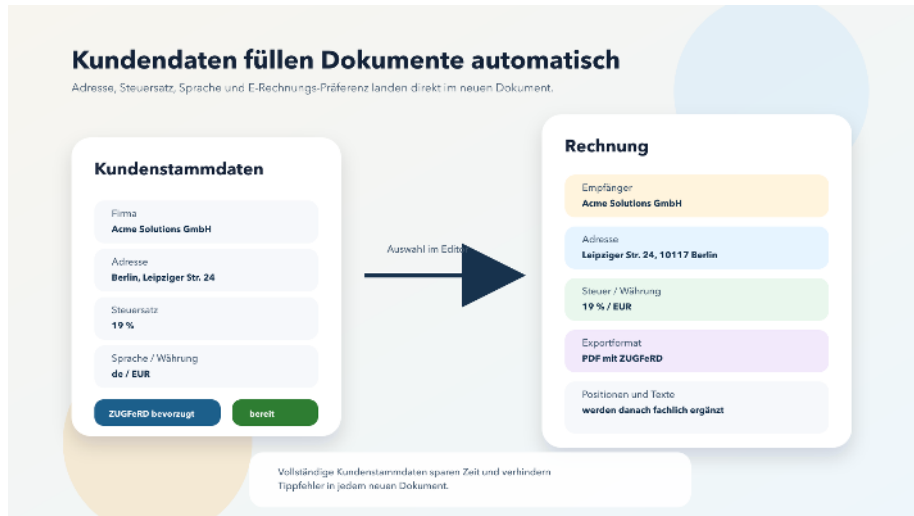 Kundendaten füllen Dokumente automatisch
Adresse, Steuersatz, Sprache und E-Rechnungs-Präferenz landen direkt im neuen Dokument.
Kundenstammdaten
Firma
Acme Solutions GmbH
Adresse
Berlin, Leipziger Str. 24
Steuersatz
19 %
Sprache / Währung
de / EUR
ZUGFeRD bevorzugt
bereit
Auswahl im Editor
Rechnung
Empfänger
Acme Solutions GmbH
Adresse
Leipziger Str. 24, 10117 Berlin
Steuer / Währung
19 % / EUR
Exportformat
PDF mit ZUGFeRD
Positionen und Texte
werden danach fachlich ergänzt
Vollständige Kundenstammdaten sparen Zeit und verhindern
Tippfehler in jedem neuen Dokument.